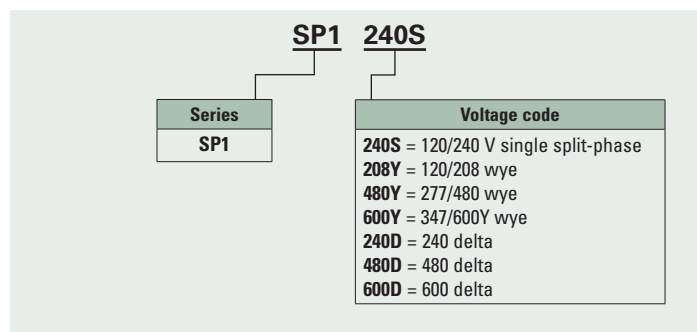 SP1 240S
Series
SP1
Voltage code
240S = 120/240 V single split-phase
208Y = 120/208 wye
480Y = 277/480 wye
600Y = 347/600Y wye
240D = 240 delta
480D = 480 delta
600D = 600 delta